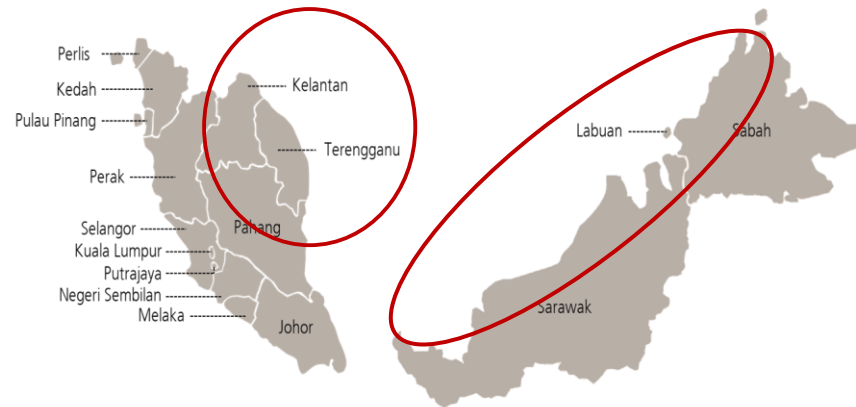 Perlis
Kedah
Pulau Pinang
Perak
Selangor
Kuala Lumpur
Putrajaya
Negeri Sembilan
Melaka
Kelantan
Terengganu
Pahang
Johor
Labuan
Sabah
Sarawak